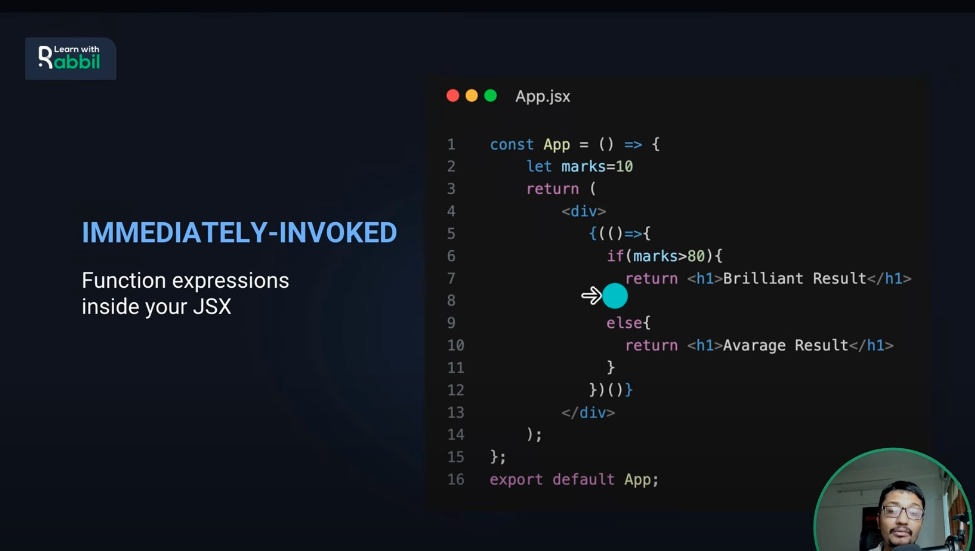 Learn with
Rabbil
App.jsx
IMMEDIATELY-INVOKED
Function expressions
inside your JSX
1 const App = () => {
2 let marks=10
3 return (
4 <div>
5 {(()=>{
6 if(marks>80){
7 return <h1>Brilliant Result</h1>
8
9 else{
10 return <h1>Avarage Result</h1>
11 }
12 })()}
13 </div>
14 );
15 };
16 export default App;